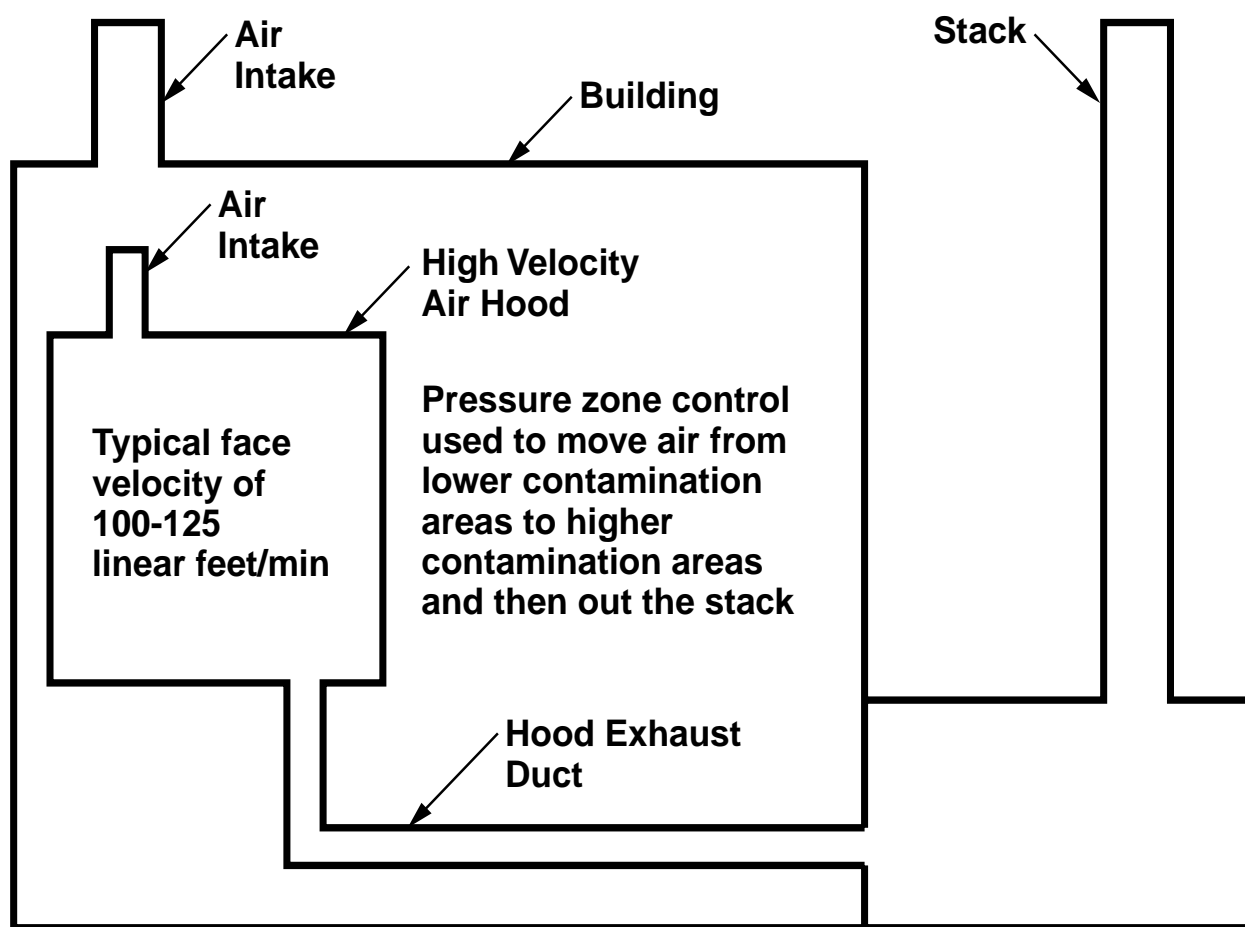 Air
Intake
Stack
Building
Air
Intake
High Velocity
Air Hood
Typical face
velocity of
100-125
linear feet/min
Pressure zone control
used to move air from
lower contamination
areas to higher
contamination areas
and then out the stack
Hood Exhaust
Duct